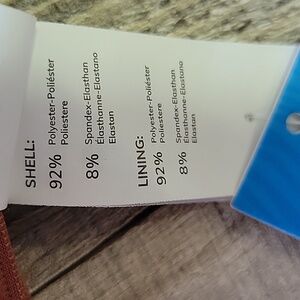 SHELL:
92% Polyester-Poliéster
Poliestere
8% Spandex-Elasthan
Élasthanne-Elastano
Elastan
LINING:
92% Polyester-Poliéster
Poliestere
8% Spandex-Elasthan
Élasthanne-Elastano
Elastan